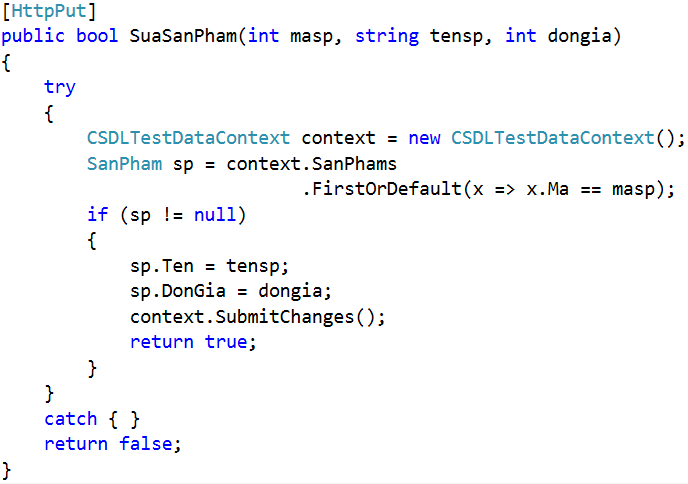 [HttpPut]
public bool SuaSanPham(int masp, string tensp, int dongia)
{
    try
    {
        CSDLTestDataContext context = new CSDLTestDataContext();
        SanPham sp = context.SanPhams
                            .FirstOrDefault(x => x.Ma == masp);
        if (sp != null)
        {
            sp.Ten = tensp;
            sp.DonGia = dongia;
            context.SubmitChanges();
            return true;
        }
    }
    catch { }
    return false;
}